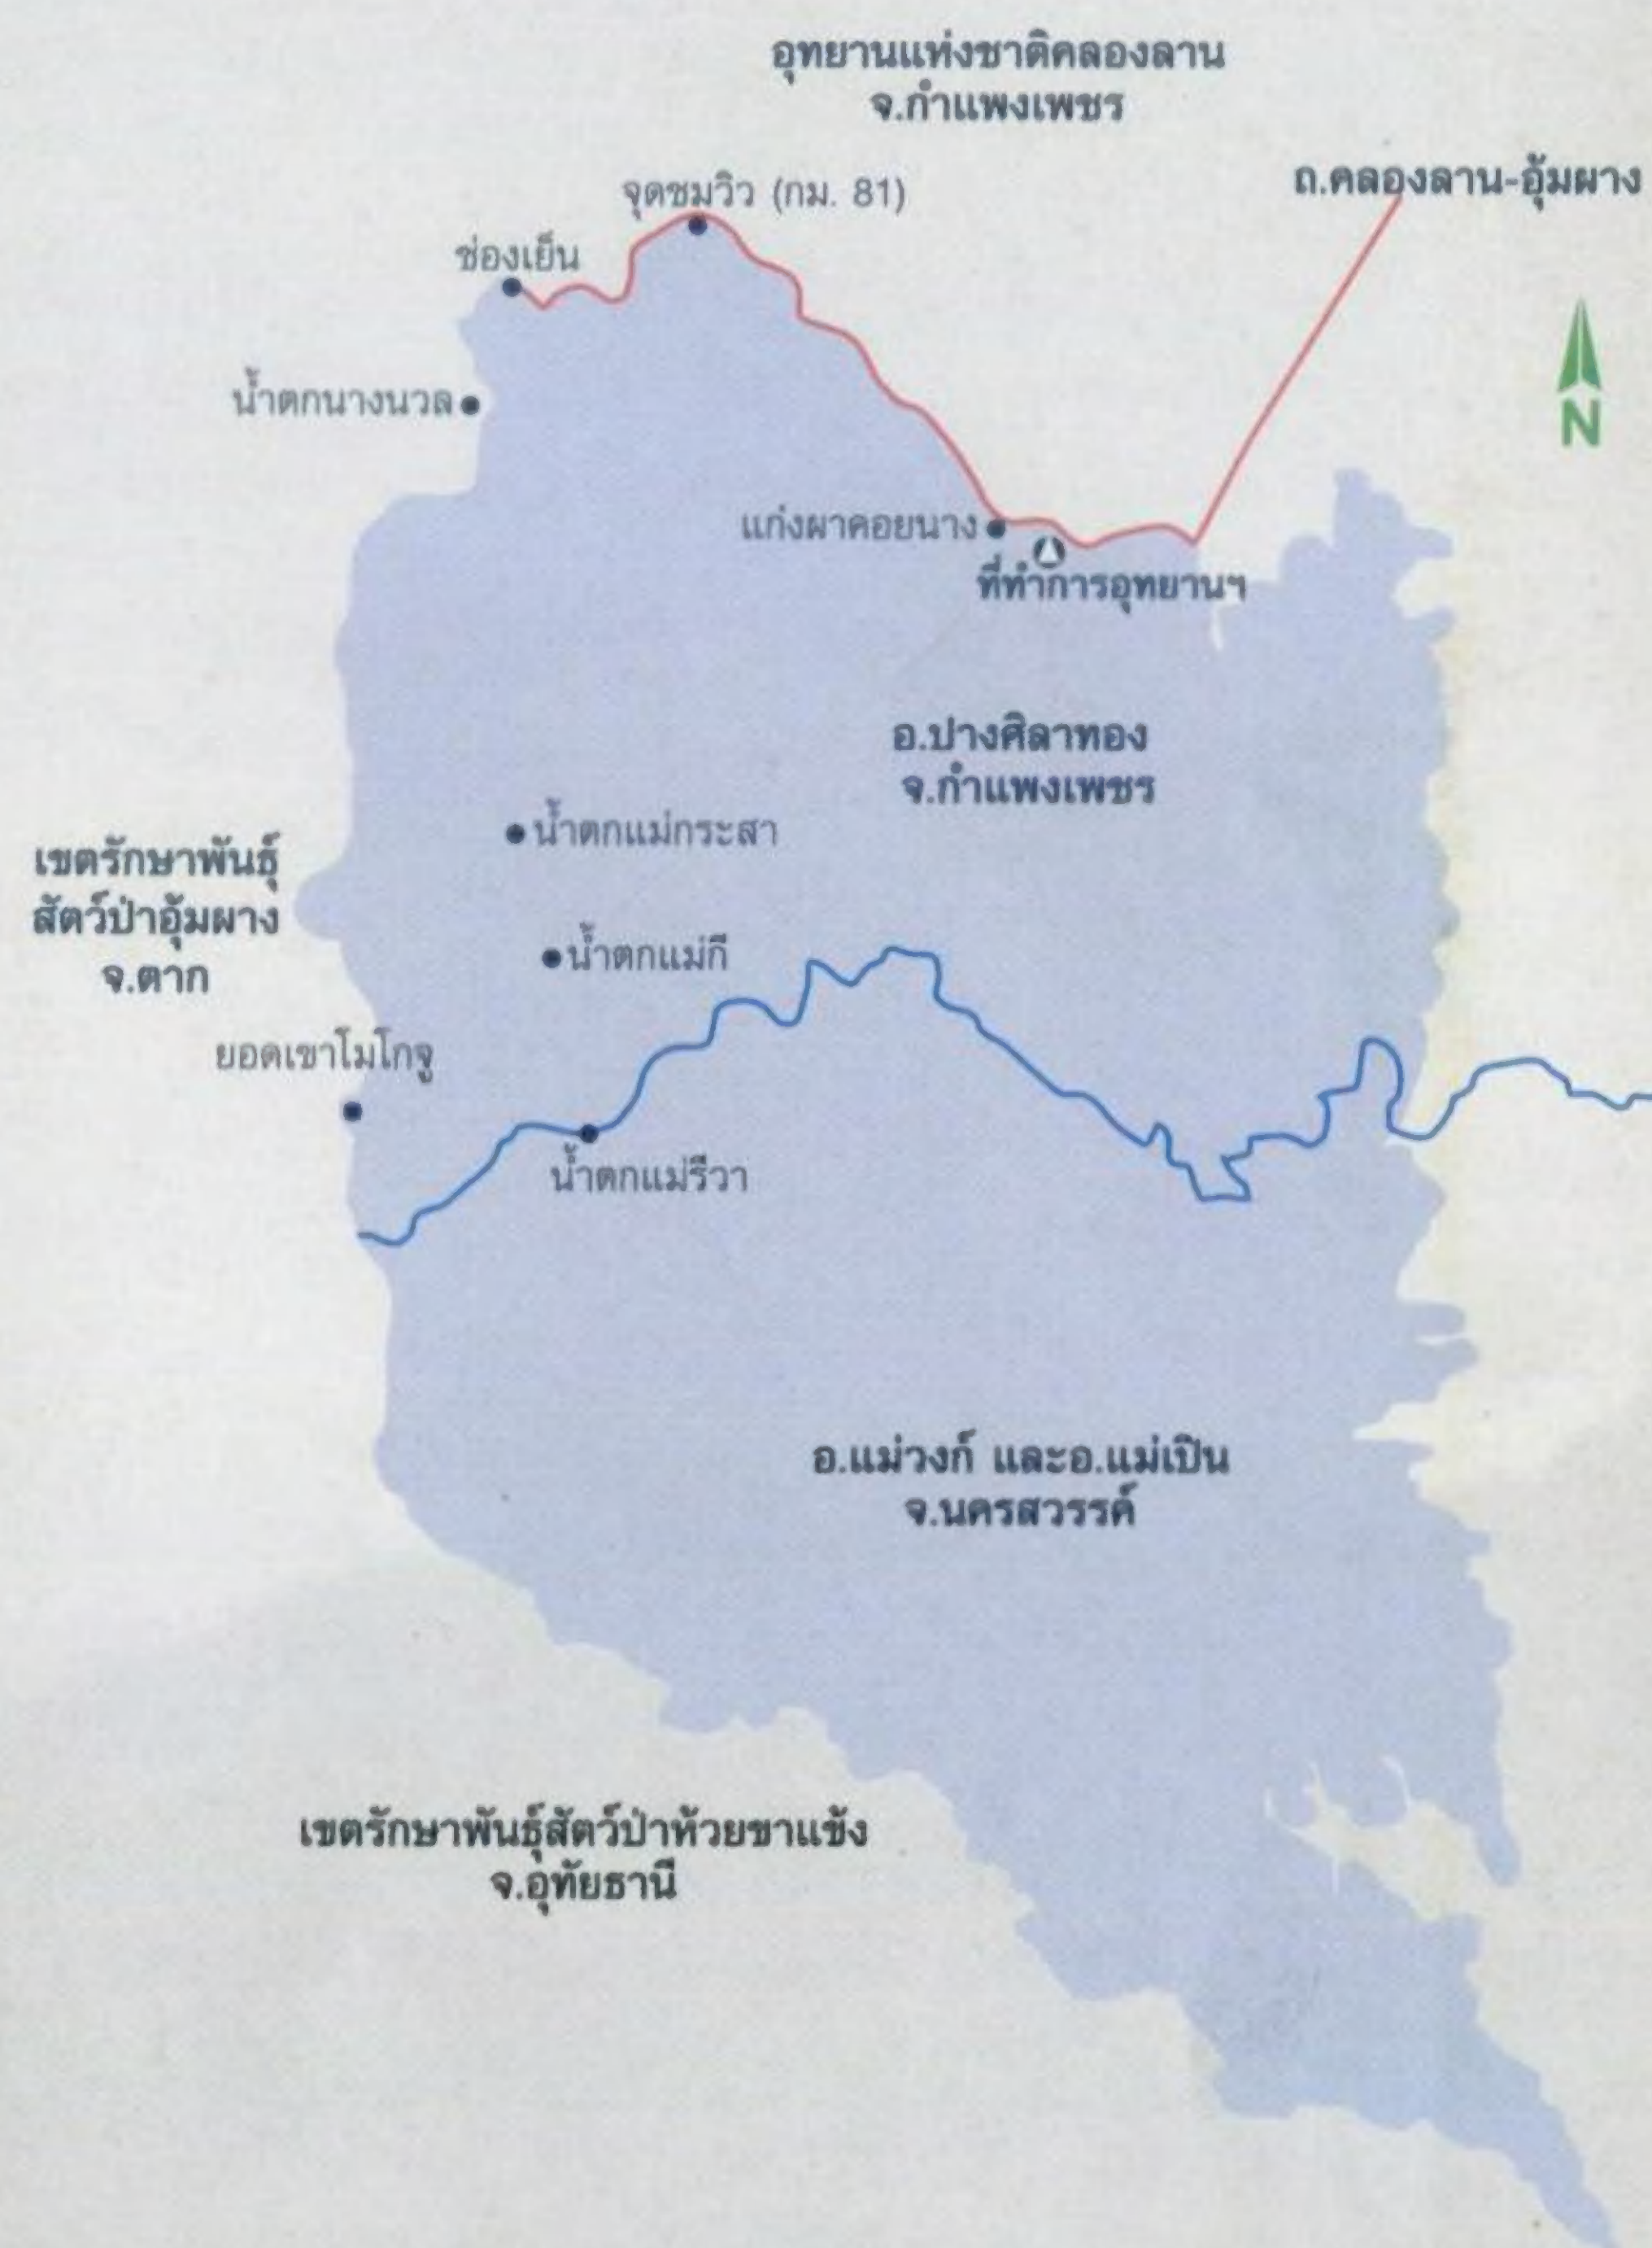 อุทยานแห่งชาติคลองลาน
จ.กำแพงเพชร
ถ.คลองลาน-อุ้มผาง
จุดชมวิว (กม. 81)
ช่องเย็น
น้ำตกนางนวล
N
แก่งผาคอยนาง
ที่ทำการอุทยานฯ
อ.ปางศิลาทอง
จ.กำแพงเพชร
น้ำตกแม่กระสา
เขตรักษาพันธุ์
สัตว์ป่าอุ้มผาง
จ.ตาก
น้ำตกแม่กี
ยอดเขาโมโกจู
น้ำตกแม่รีวา
อ.แม่วงก์ และอ.แม่เปิน
จ.นครสวรรค์
เขตรักษาพันธุ์สัตว์ป่าห้วยขาแข้ง
จ.อุทัยธานี